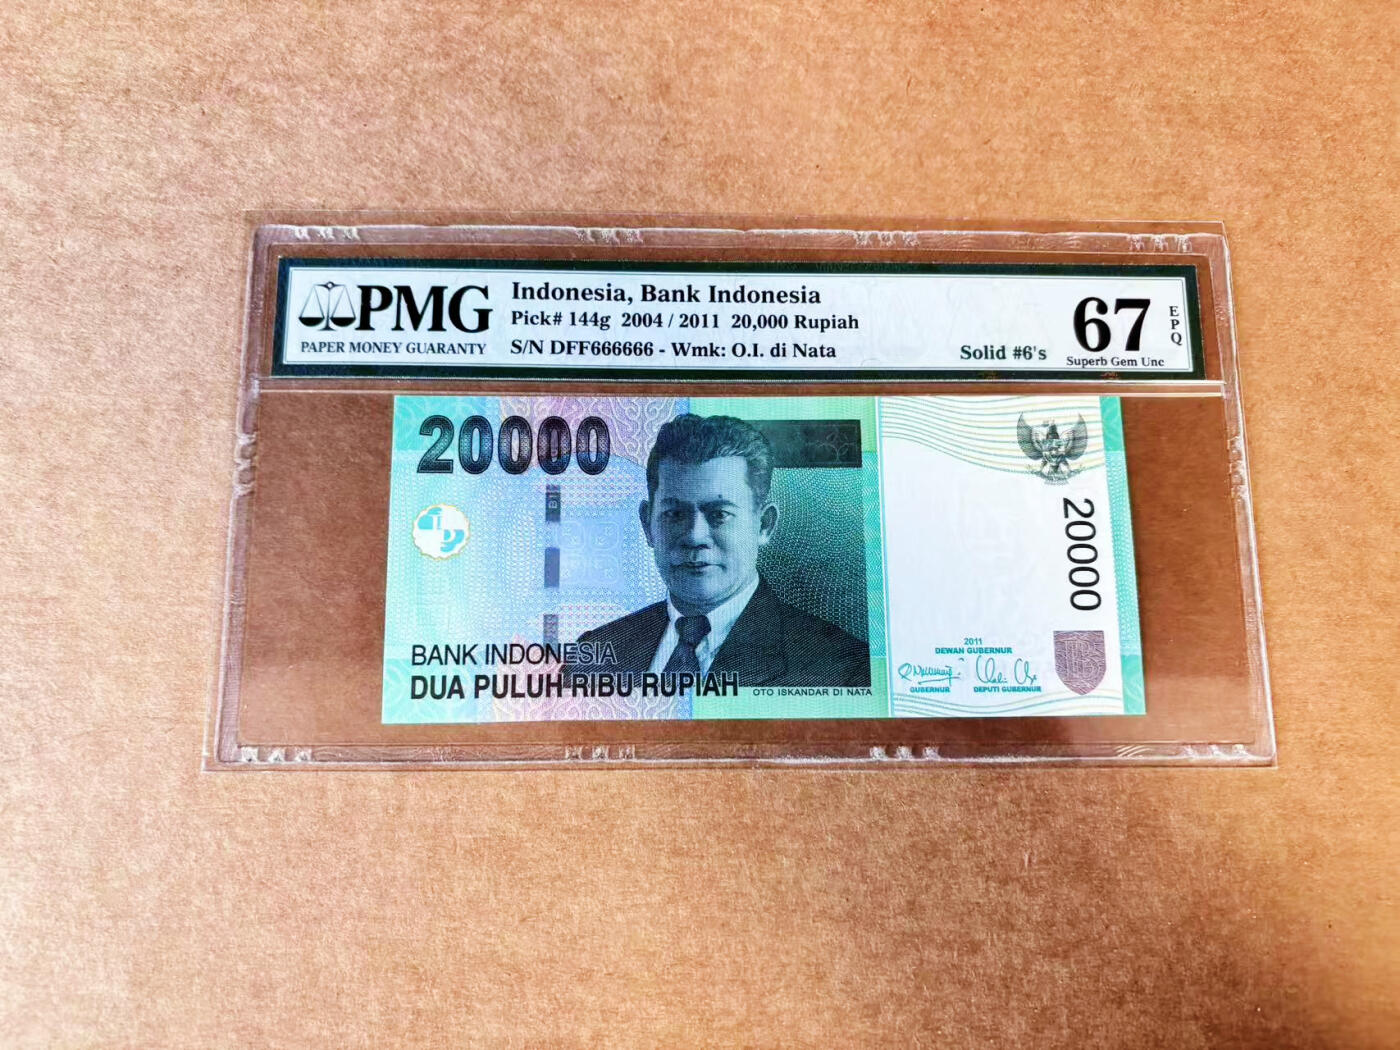 PMG
PAPER MONEY GUARANTY
Indonesia, Bank Indonesia
Pick# 144g 2004 / 2011 20,000 Rupiah
S/N DFF666666 - Wmk: O.I. di Nata
Solid #6's
67
EPQ
Superb Gem Unc
20000
20000
BANK INDONESIA
DUA PULUH RIBU RUPIAH
OTO ISKANDAR DI NATA
2011
DEWAN GUBERNUR
GUBERNUR DEPUTI GUBERNUR